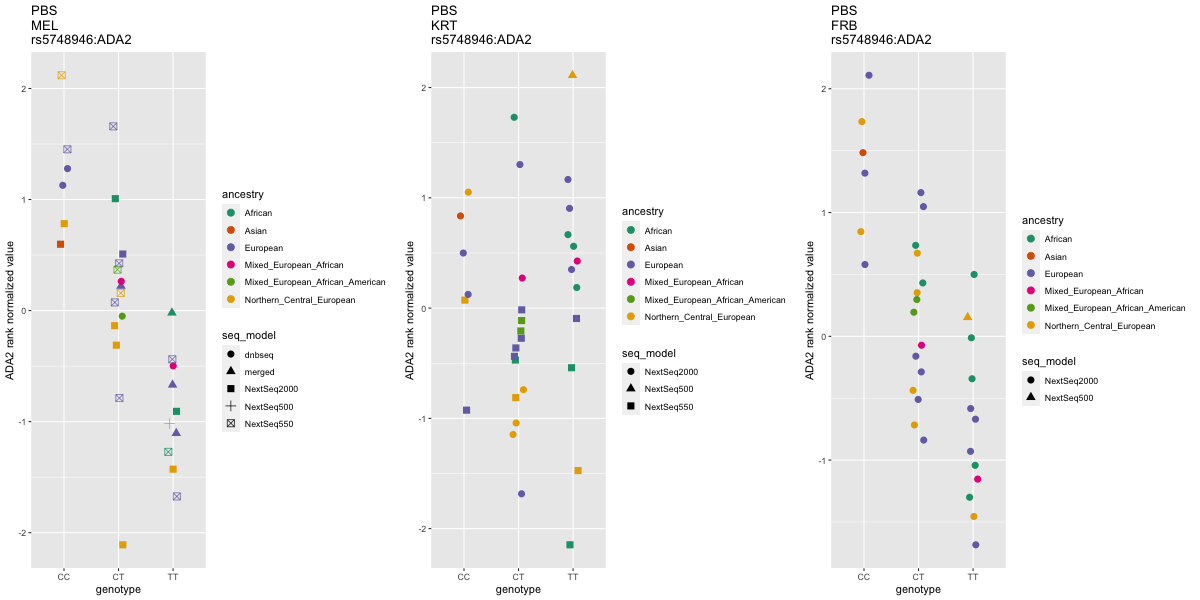 PBS
MEL
rs5748946:ADA2
ADA2 rank normalized value
2
1
0
-1
-2
CC
CT
TT
genotype
ancestry
African
Asian
European
Mixed_European_African
Mixed_European_African_American
Northern_Central_European
seq_model
dnbseq
merged
NextSeq2000
NextSeq500
NextSeq550
PBS
KRT
rs5748946:ADA2
ADA2 rank normalized value
2
1
0
-1
-2
CC
CT
TT
genotype
ancestry
African
Asian
European
Mixed_European_African
Mixed_European_African_American
Northern_Central_European
seq_model
NextSeq2000
NextSeq500
NextSeq550
PBS
FRB
rs5748946:ADA2
ADA2 rank normalized value
2
1
0
-1
CC
CT
TT
genotype
ancestry
African
Asian
European
Mixed_European_African
Mixed_European_African_American
Northern_Central_European
seq_model
NextSeq2000
NextSeq500